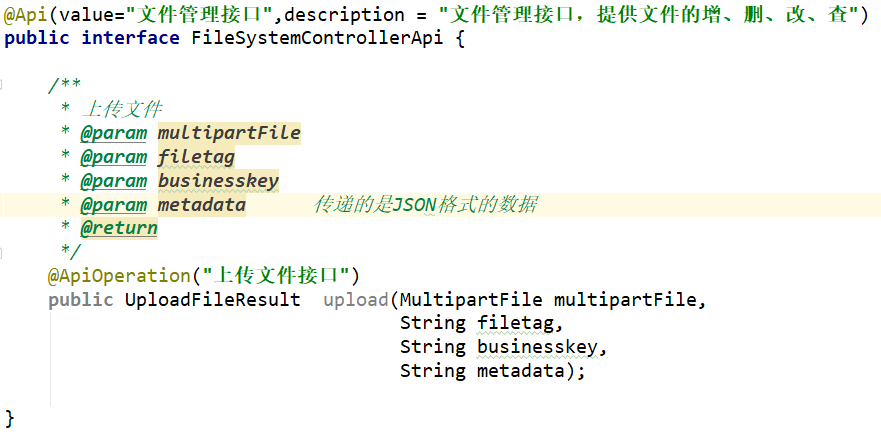 @Api(value="文件管理接口",description = "文件管理接口，提供文件的增、删、改、查")
public interface FileSystemControllerApi {
/**
* 上传文件
* @param multipartFile
* @param filetag
* @param businesskey
* @param metadata 传递的是JSON格式的数据
* @return
*/
@ApiOperation("上传文件接口")
public UploadFileResult upload(MultipartFile multipartFile,
String filetag,
String businesskey,
String metadata);
}